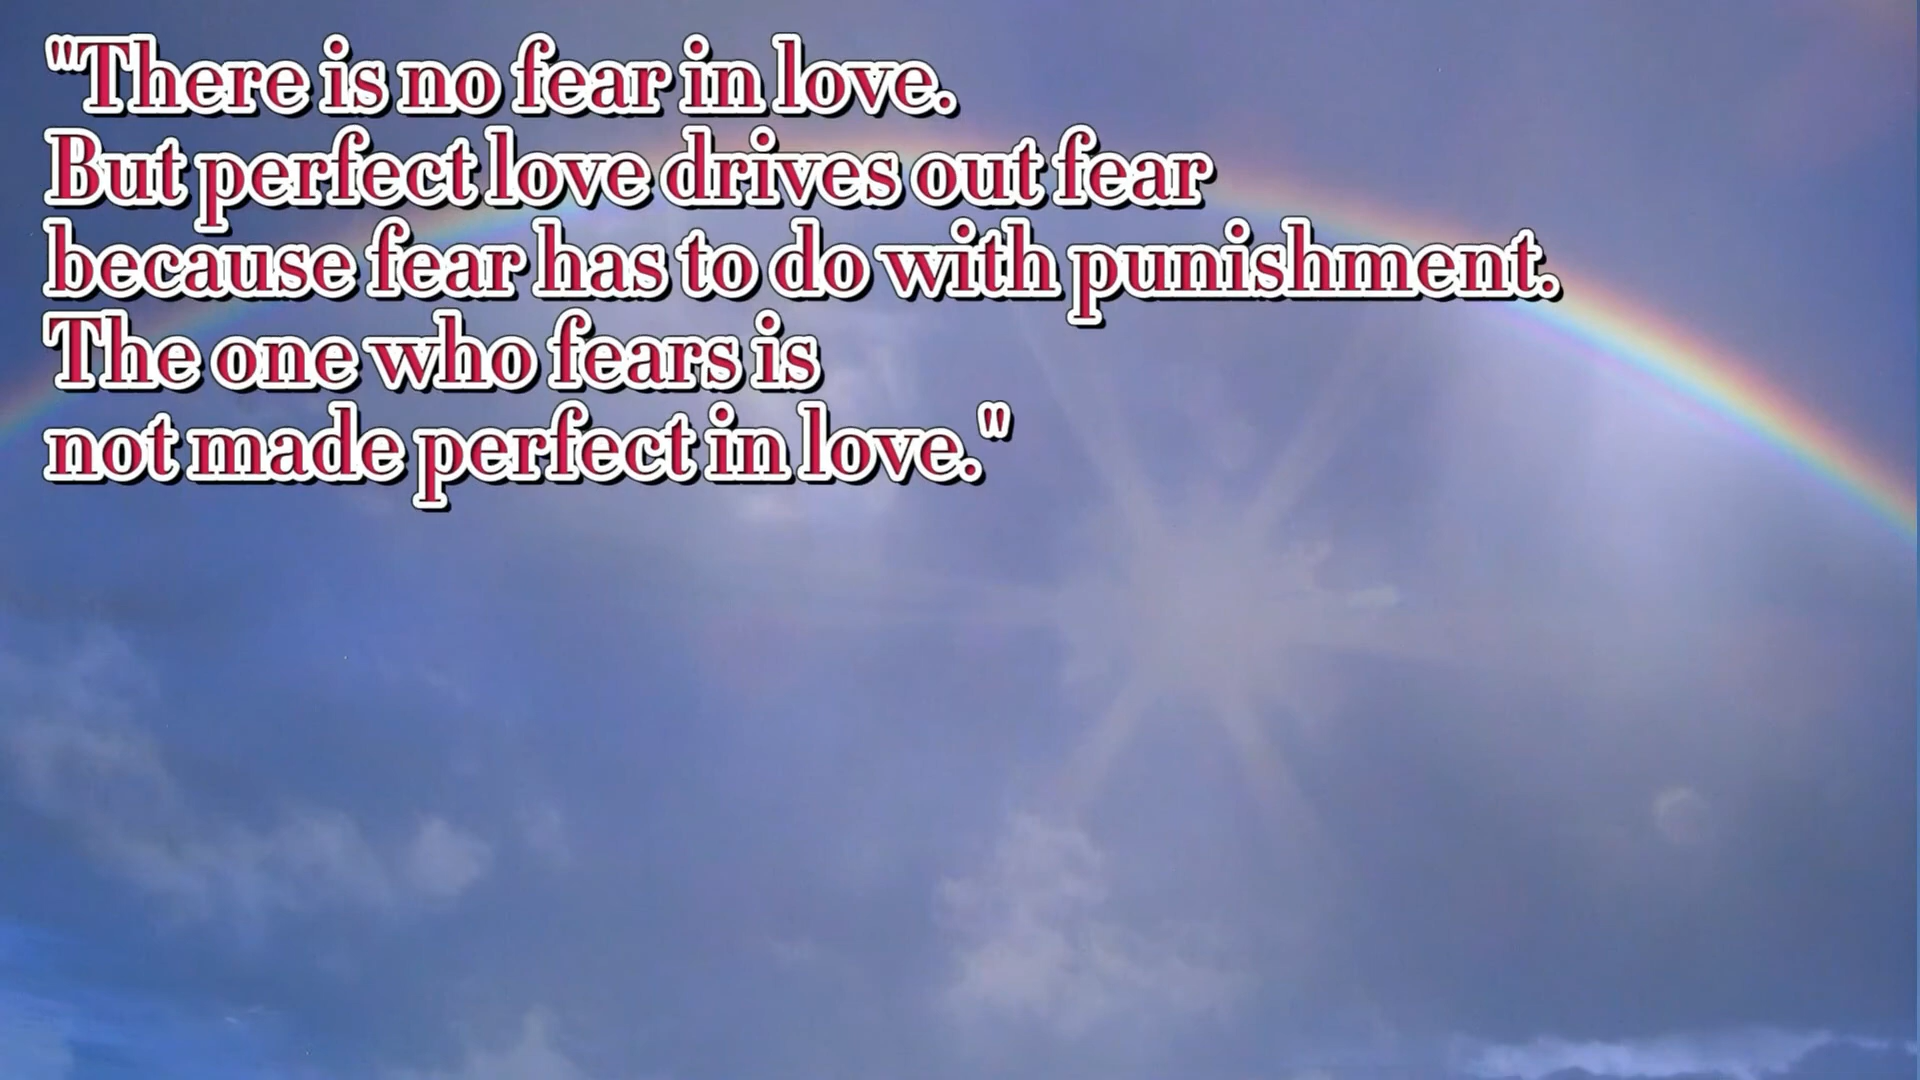 "There is no fear in love.
But perfect love drives out fear
because fear has to do with punishment.
The one who fears is
not made perfect in love."